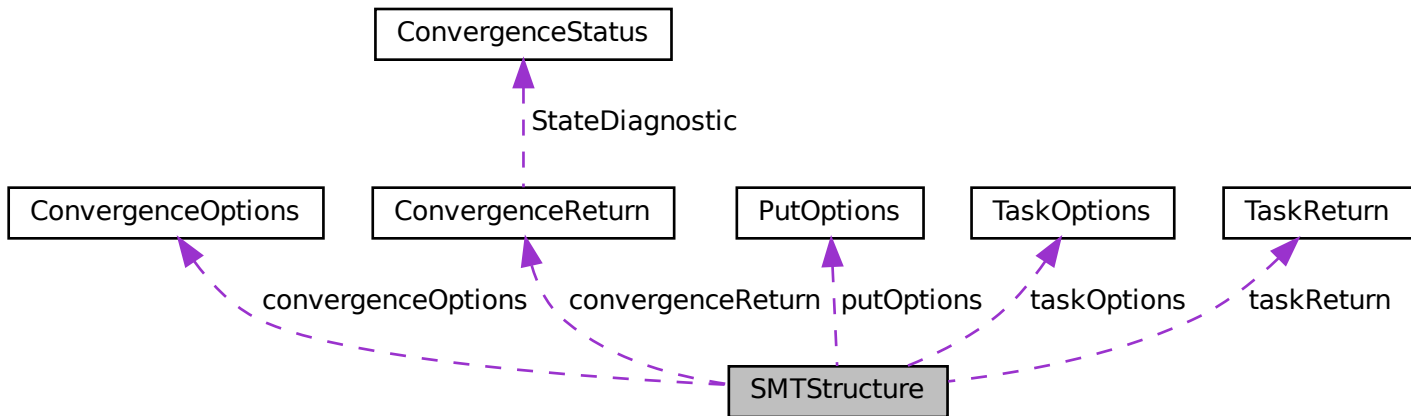 ConvergenceStatus
StateDiagnostic
ConvergenceOptions
ConvergenceReturn
PutOptions
TaskOptions
TaskReturn
convergenceOptions
convergenceReturn
putOptions
taskOptions
taskReturn
SMTStructure